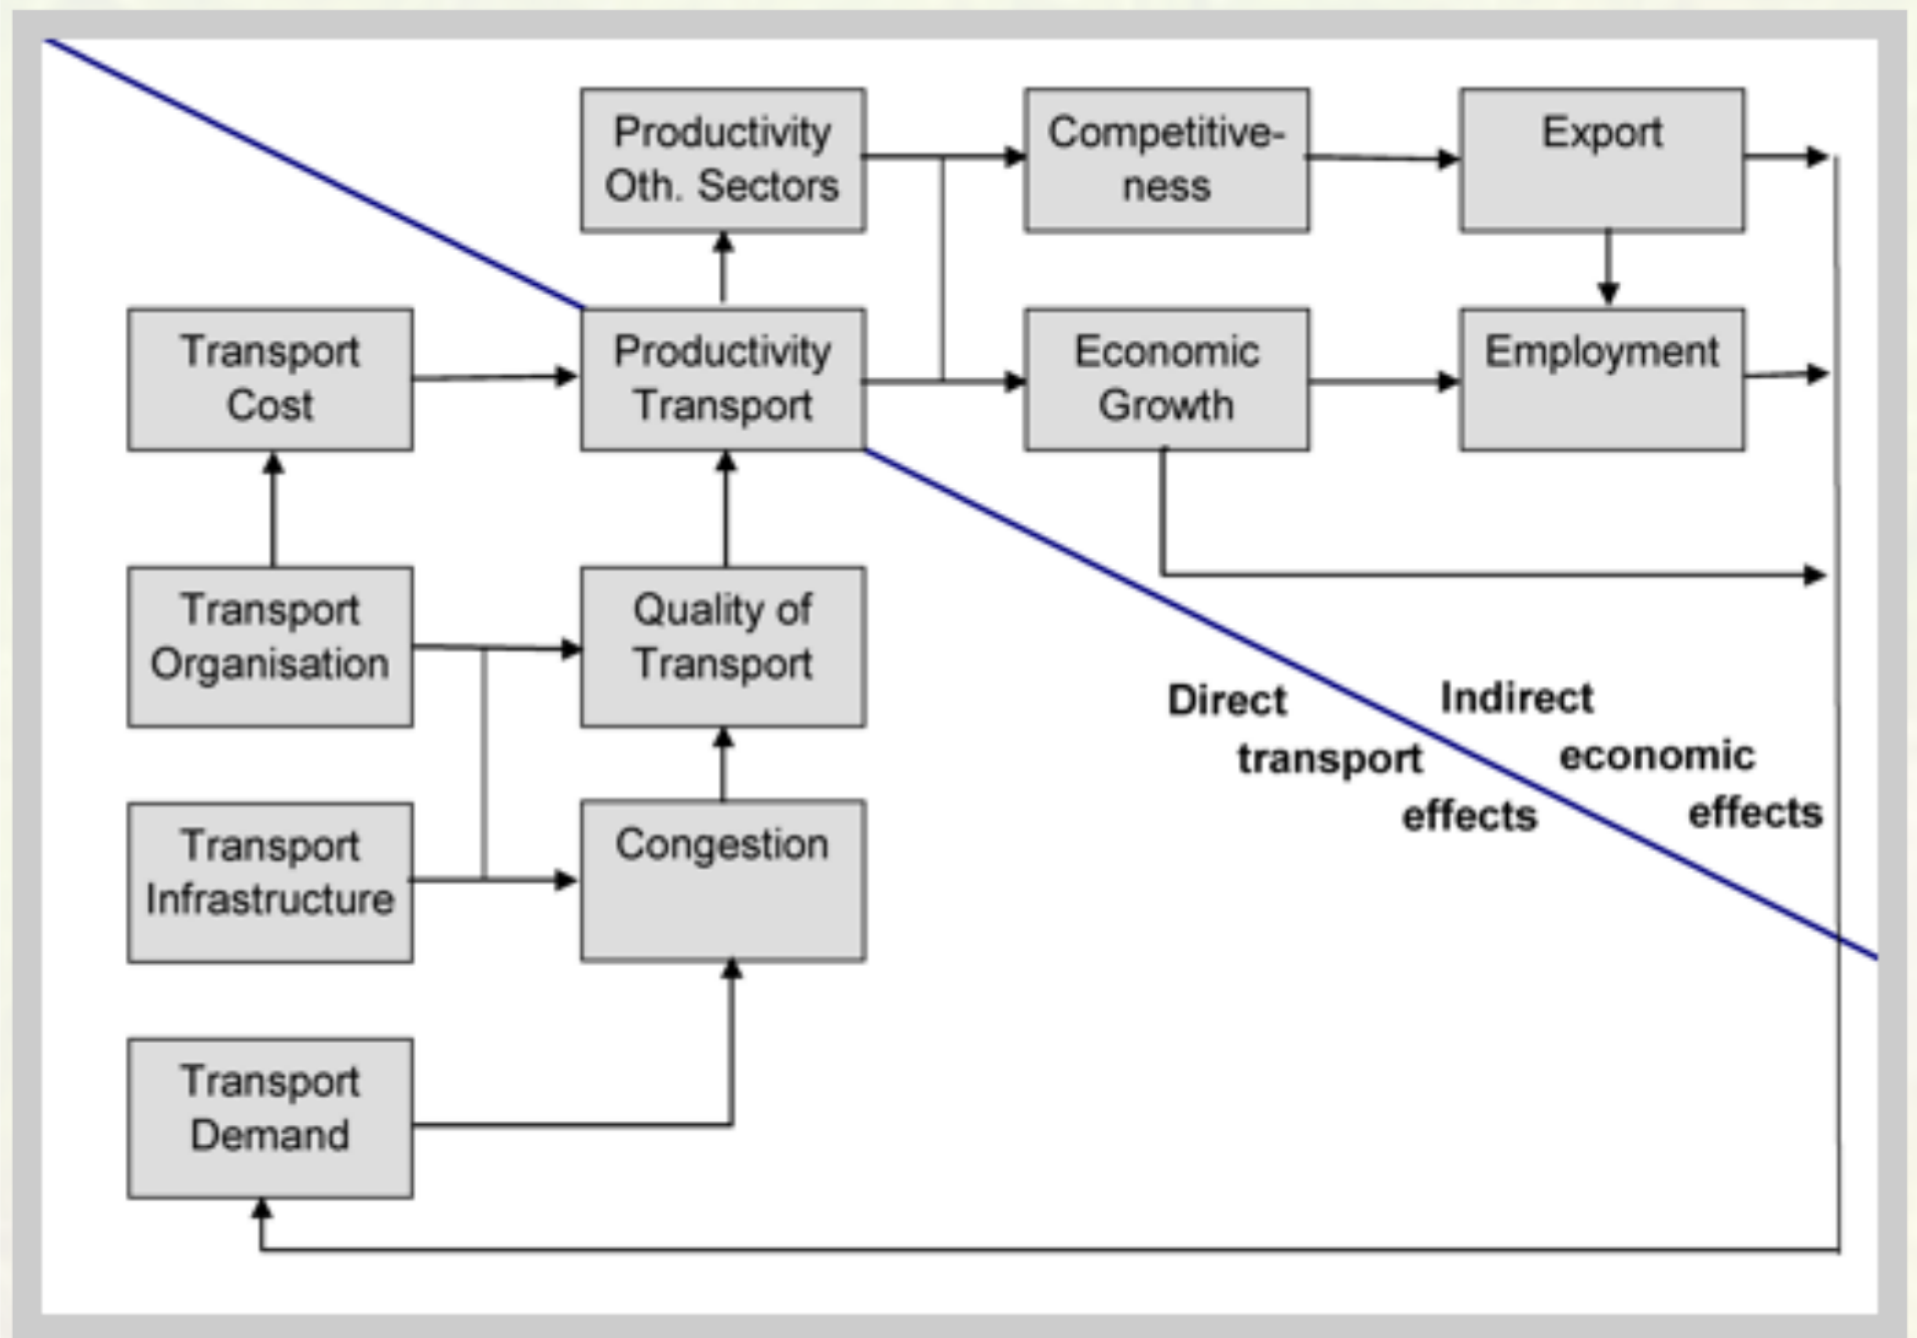 Productivity
Oth. Sectors
Competitive-
ness
Export
Transport
Cost
Productivity
Transport
Economic
Growth
Employment
Transport
Organisation
Quality of
Transport
Direct
transport
effects
Indirect
economic
effects
Transport
Infrastructure
Congestion
Transport
Demand